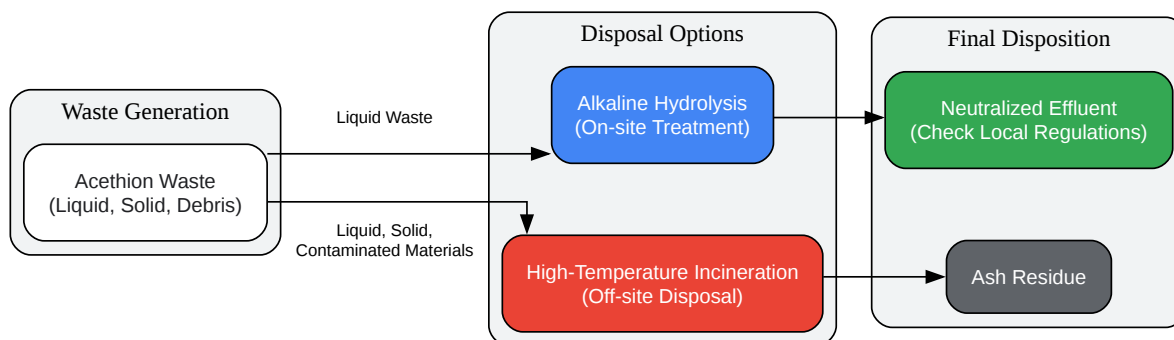 Waste Generation
Acethion Waste
(Liquid, Solid, Debris)
Liquid Waste
Liquid, Solid,
Contaminated Materials
Disposal Options
Alkaline Hydrolysis
(On-site Treatment)
High-Temperature Incineration
(Off-site Disposal)
Final Disposition
Neutralized Effluent
(Check Local Regulations)
Ash Residue